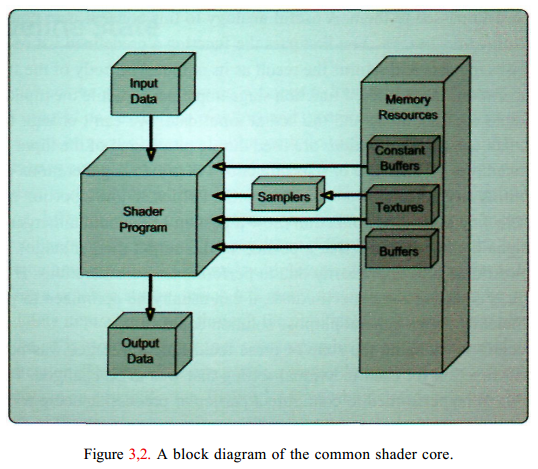 Input
Data
Memory
Resources
Constant
Buffers
Samplers
Textures
Shader
Program
Buffers
Output
Data
Figure 3,2. A block diagram of the common shader core.